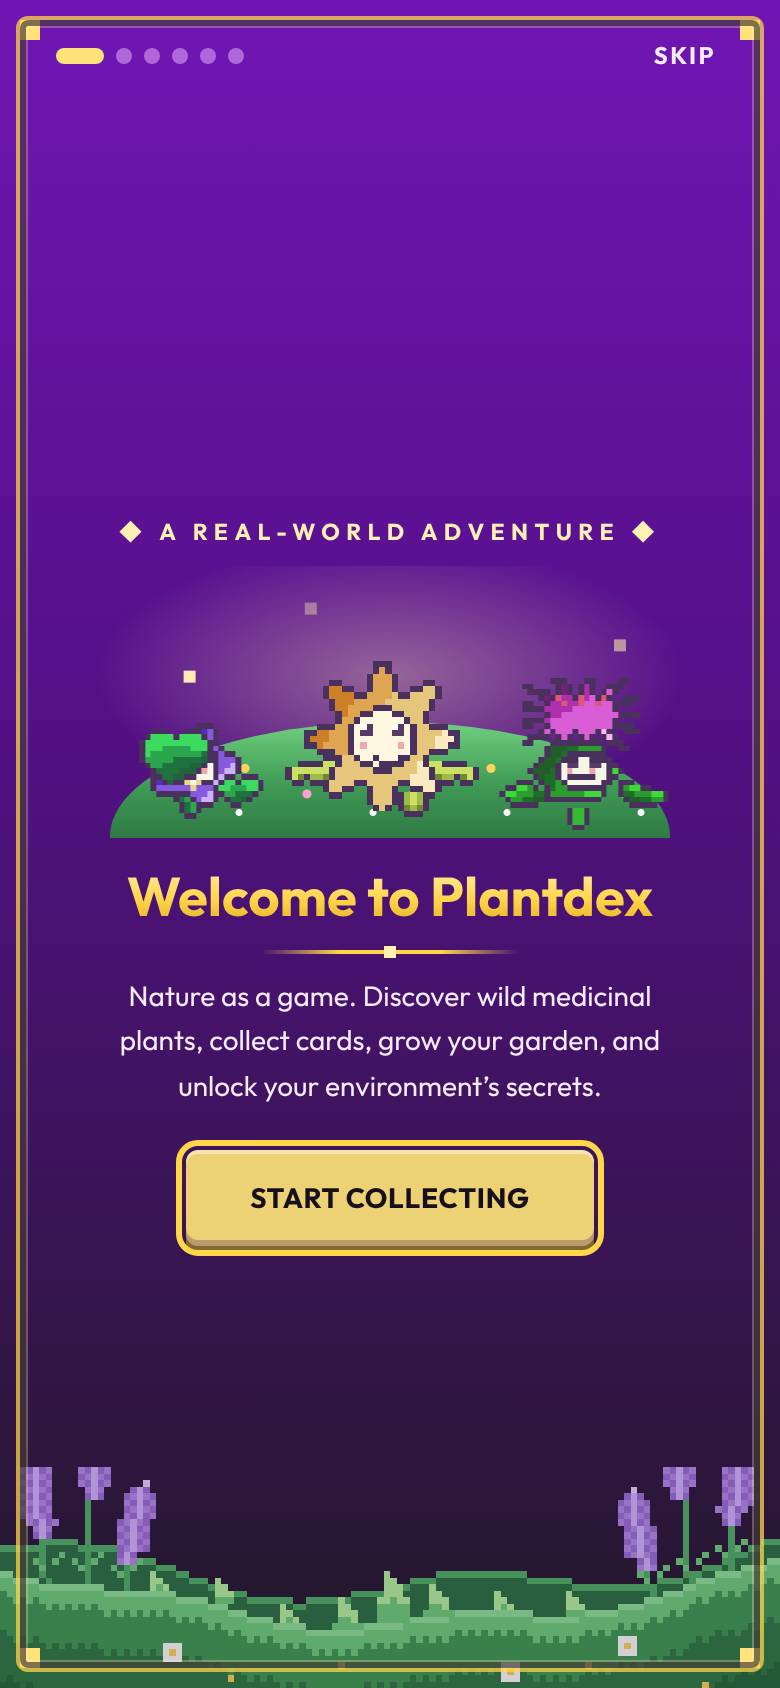 SKIP
◆ A REAL-WORLD ADVENTURE ◆
Welcome to Plantdex
Nature as a game. Discover wild medicinal
plants, collect cards, grow your garden, and
unlock your environment’s secrets.
START COLLECTING